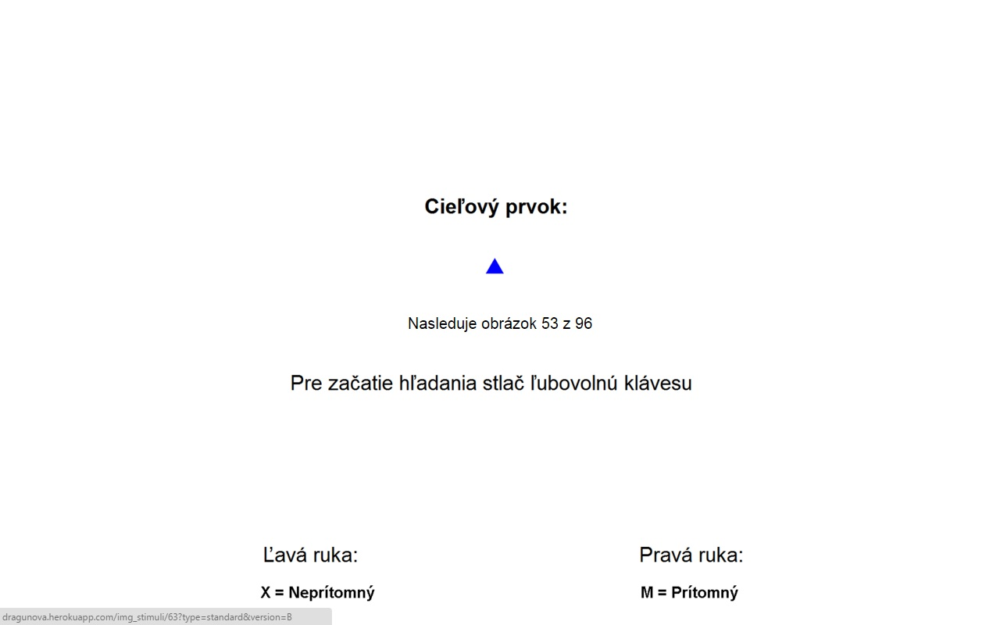 Cieľový prvok:
Nasleduje obrázok 53 z 96
Pre začatie hľadania stlač ľubovolnú klávesu
Ľavá ruka:
Pravá ruka:
X = Neprítomný
M = Prítomný
dragunova.herokuapp.com/img_stimuli/63?type=standard&version=B